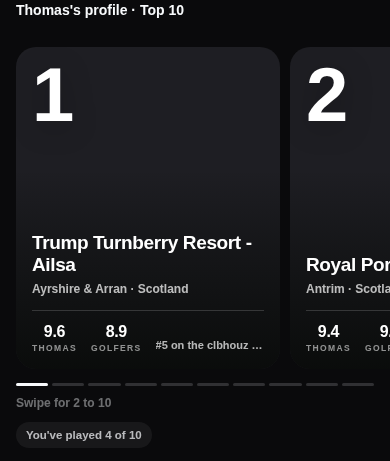 Thomas's profile · Top 10
1
2
Trump Turnberry Resort -
Ailsa
Ayrshire & Arran · Scotland
9.6
THOMAS
8.9
GOLFERS
#5 on the clbhouz ...
Royal Por
Antrim · Scotla
9.4
THOMAS
9.
GOLF
Swipe for 2 to 10
You've played 4 of 10